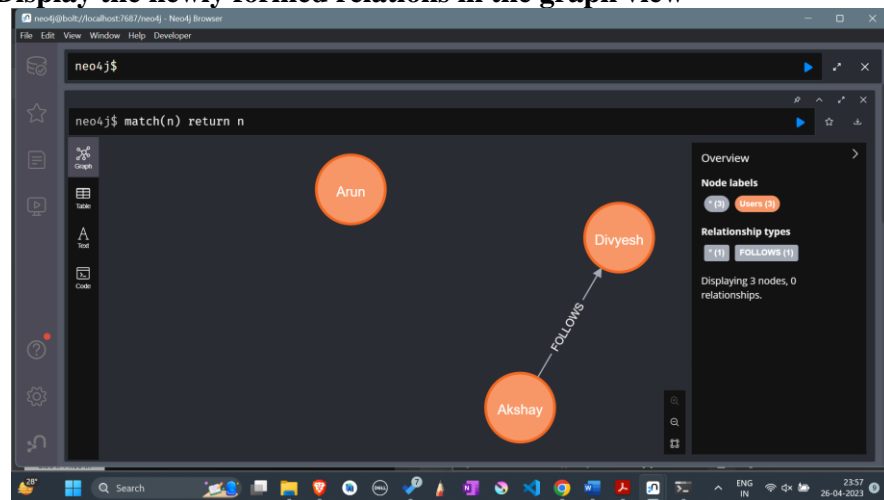 Display the newly formed relations in the graph view
neo4j@bolt://localhost:7687/neo4j - Neo4j Browser
File Edit View Window Help Developer
neo4j$
neo4j$ match(n) return n
Graph
Table
Text
Code
Arun
Divyesh
FOLLOWS
Akshay
Overview
Node labels
* (3) Users (3)
Relationship types
* (1) FOLLOWS (1)
Displaying 3 nodes, 0
relationships.
28°
Search
DELL
7
ENG
IN
23:57
26-04-2023
9